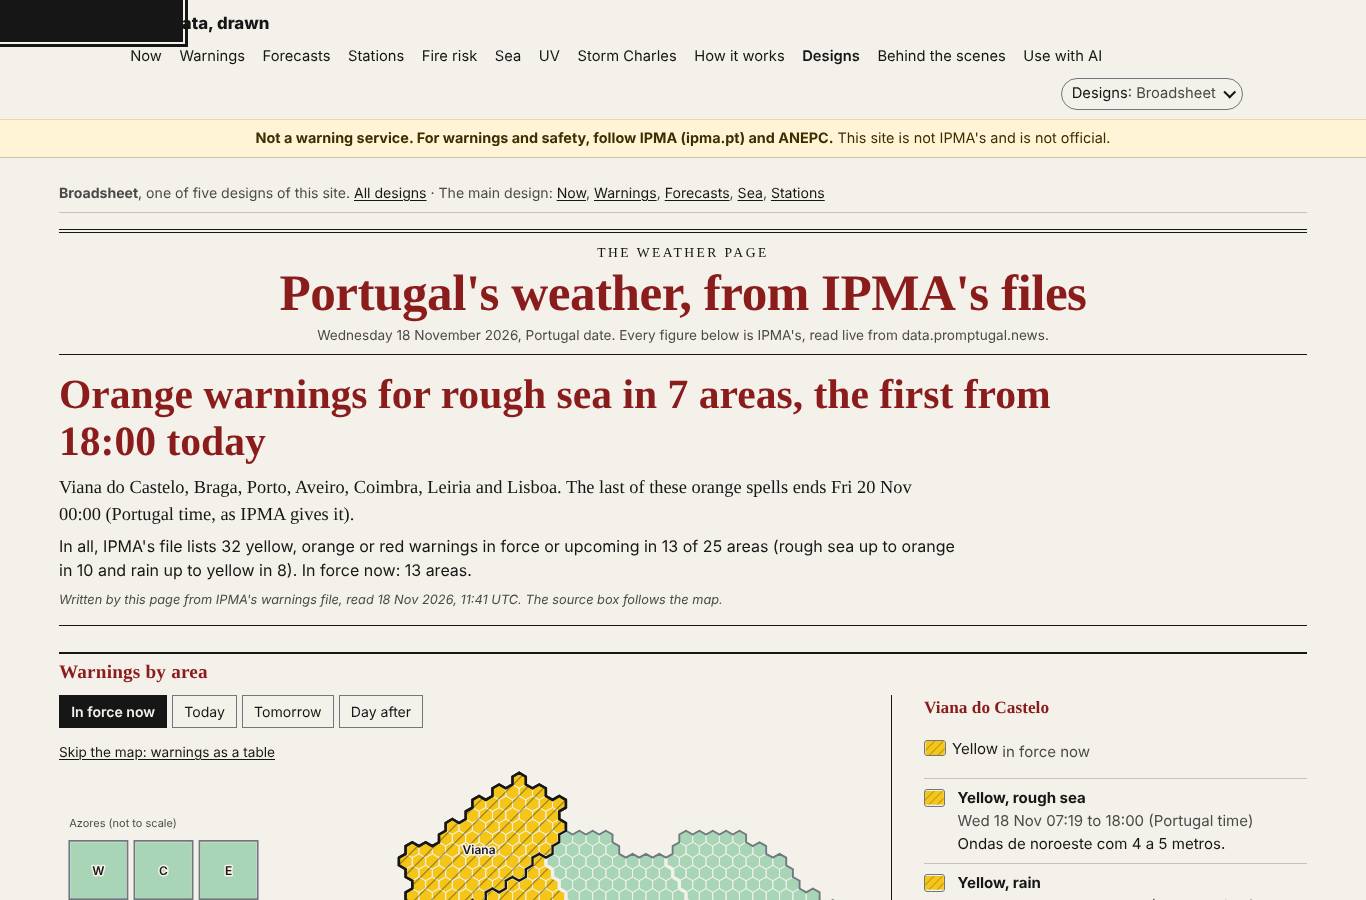 ata, drawn
Now Warnings Forecasts Stations Fire risk Sea UV Storm Charles How it works Designs Behind the scenes Use with AI
Designs: Broadsheet
Not a warning service. For warnings and safety, follow IPMA (ipma.pt) and ANEPC. This site is not IPMA's and is not official.
Broadsheet, one of five designs of this site. All designs · The main design: Now, Warnings, Forecasts, Sea, Stations
THE WEATHER PAGE
Portugal's weather, from IPMA's files
Wednesday 18 November 2026, Portugal date. Every figure below is IPMA's, read live from data.promptugal.news.
Orange warnings for rough sea in 7 areas, the first from
18:00 today
Viana do Castelo, Braga, Porto, Aveiro, Coimbra, Leiria and Lisboa. The last of these orange spells ends Fri 20 Nov
00:00 (Portugal time, as IPMA gives it).
In all, IPMA's file lists 32 yellow, orange or red warnings in force or upcoming in 13 of 25 areas (rough sea up to orange
in 10 and rain up to yellow in 8). In force now: 13 areas.
Written by this page from IPMA's warnings file, read 18 Nov 2026, 11:41 UTC. The source box follows the map.
Warnings by area
In force now Today Tomorrow Day after
Skip the map: warnings as a table
Azores (not to scale)
W C E
Viana
Viana do Castelo
Yellow in force now
Yellow, rough sea
Wed 18 Nov 07:19 to 18:00 (Portugal time)
Ondas de noroeste com 4 a 5 metros.
Yellow, rain